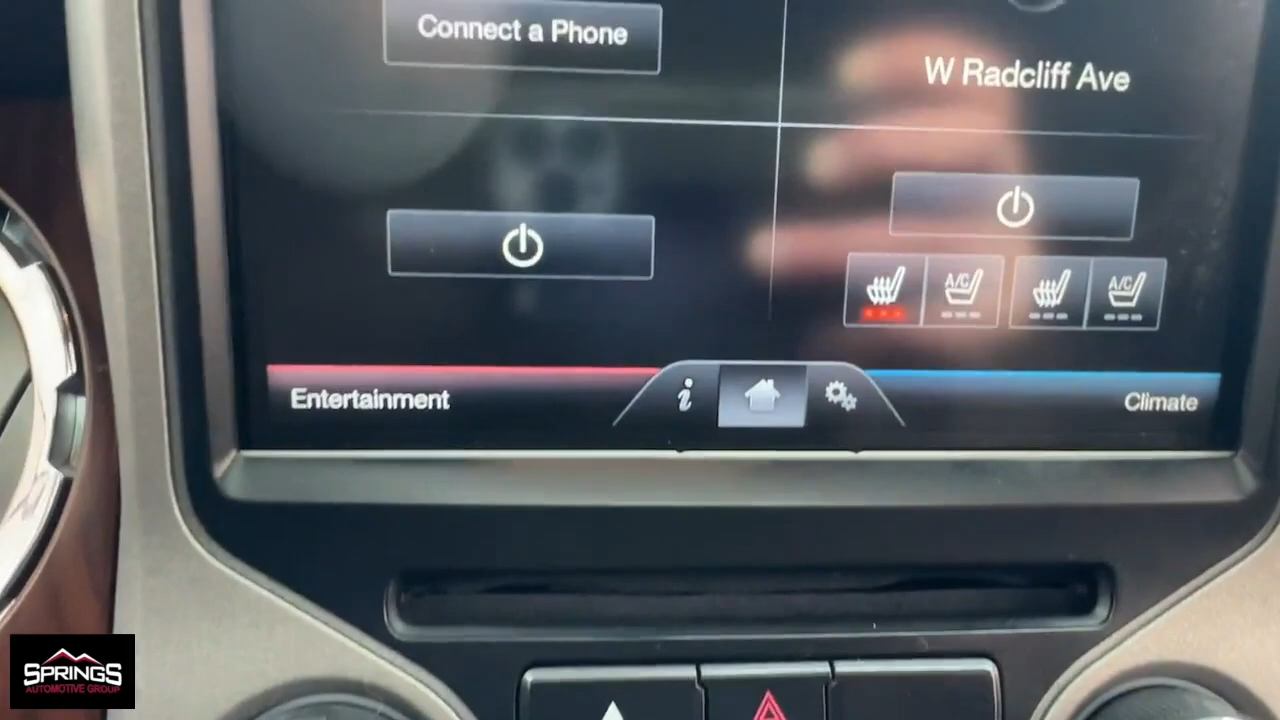 Connect a Phone
W Radcliff Ave
A/C
A/C
Entertainment
i
Climate
SPRINGS
AUTOMOTIVE GROUP